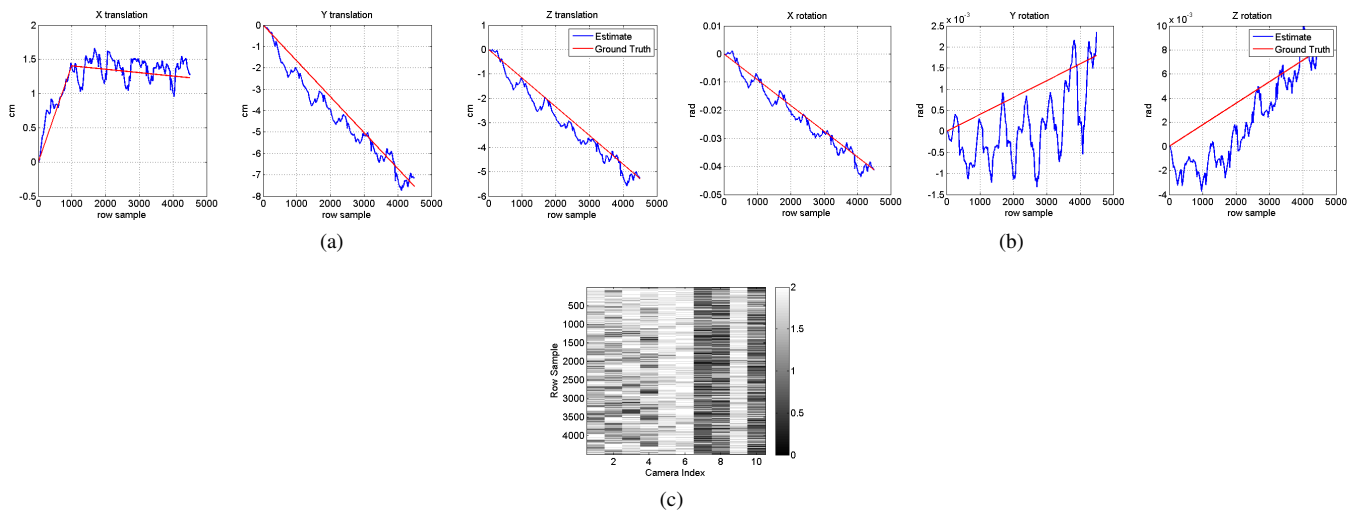 X translation
2
1.5
1
0.5
0
-0.5
cm
0 1000 2000 3000 4000 5000
row sample
Y translation
0
-1
-2
-3
-4
-5
-6
-7
-8
cm
0 1000 2000 3000 4000 5000
row sample
Z translation
1
0
-1
-2
-3
-4
-5
-6
cm
Estimate
Ground Truth
0 1000 2000 3000 4000 5000
row sample
(a)
X rotation
0.01
0
-0.01
-0.02
-0.03
-0.04
-0.05
rad
0 1000 2000 3000 4000 5000
row sample
Y rotation
x 10-3
2.5
2
1.5
1
0.5
0
-0.5
-1
-1.5
rad
0 1000 2000 3000 4000 5000
row sample
Z rotation
x 10-3
10
8
6
4
2
0
-2
-4
rad
Estimate
Ground Truth
0 1000 2000 3000 4000 5000
row sample
(b)
500
1000
1500
2000
2500
3000
3500
4000
Row Sample
2 4 6 8 10
Camera Index
2
1.5
1
0.5
0
(c)